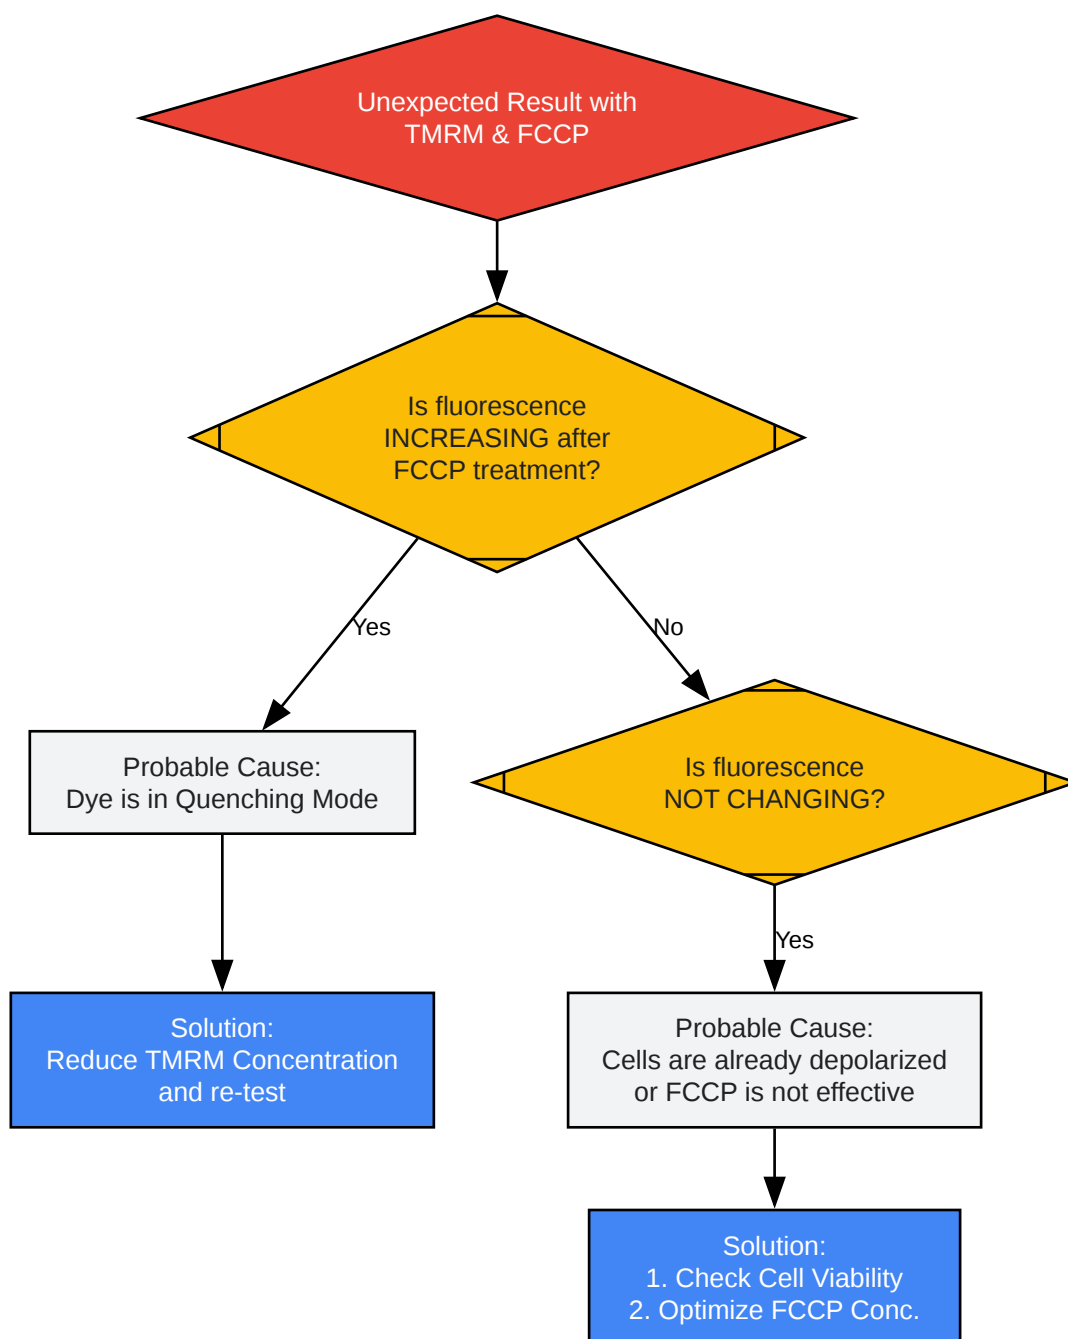 Unexpected Result with
TMRM & FCCP
Is fluorescence
INCREASING after
FCCP treatment?
Yes
No
Probable Cause:
Dye is in Quenching Mode
Is fluorescence
NOT CHANGING?
Yes
Solution:
Reduce TMRM Concentration
and re-test
Probable Cause:
Cells are already depolarized
or FCCP is not effective
Solution:
1. Check Cell Viability
2. Optimize FCCP Conc.